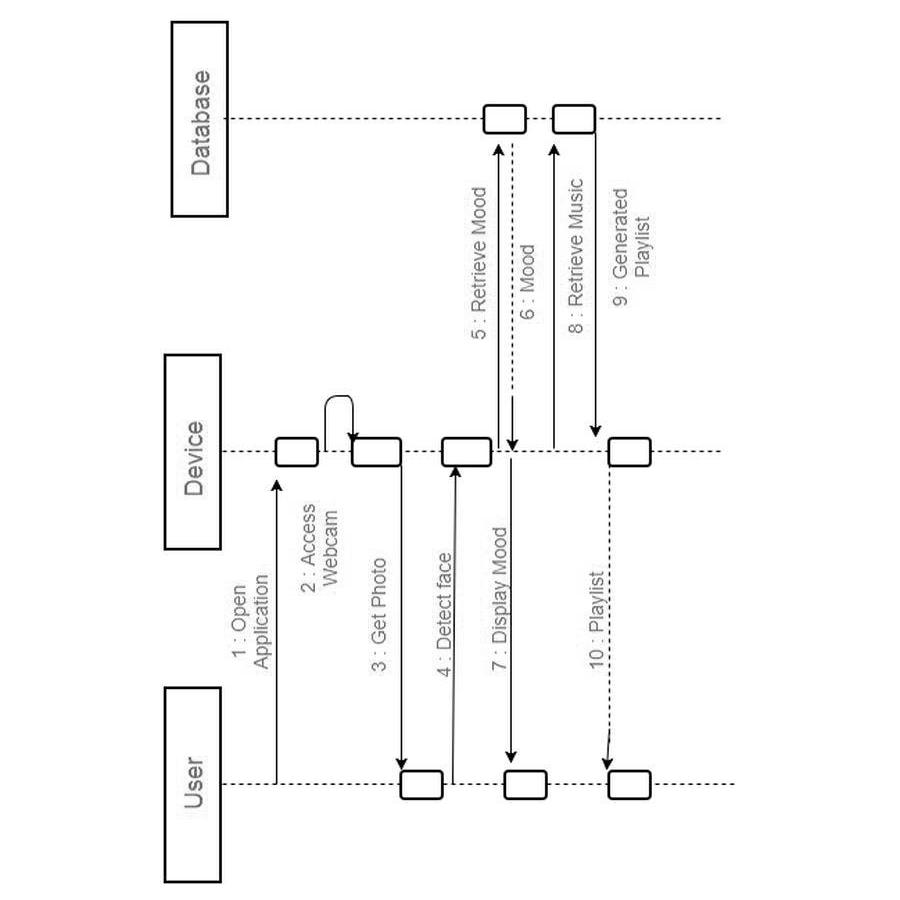 User
Device
Database
1 : Open
Application
2 : Access
Webcam
3 : Get Photo
4 : Detect face
5 : Retrieve Mood
6 : Mood
7 : Display Mood
8 : Retrieve Music
9 : Generated
Playlist
10 : Playlist